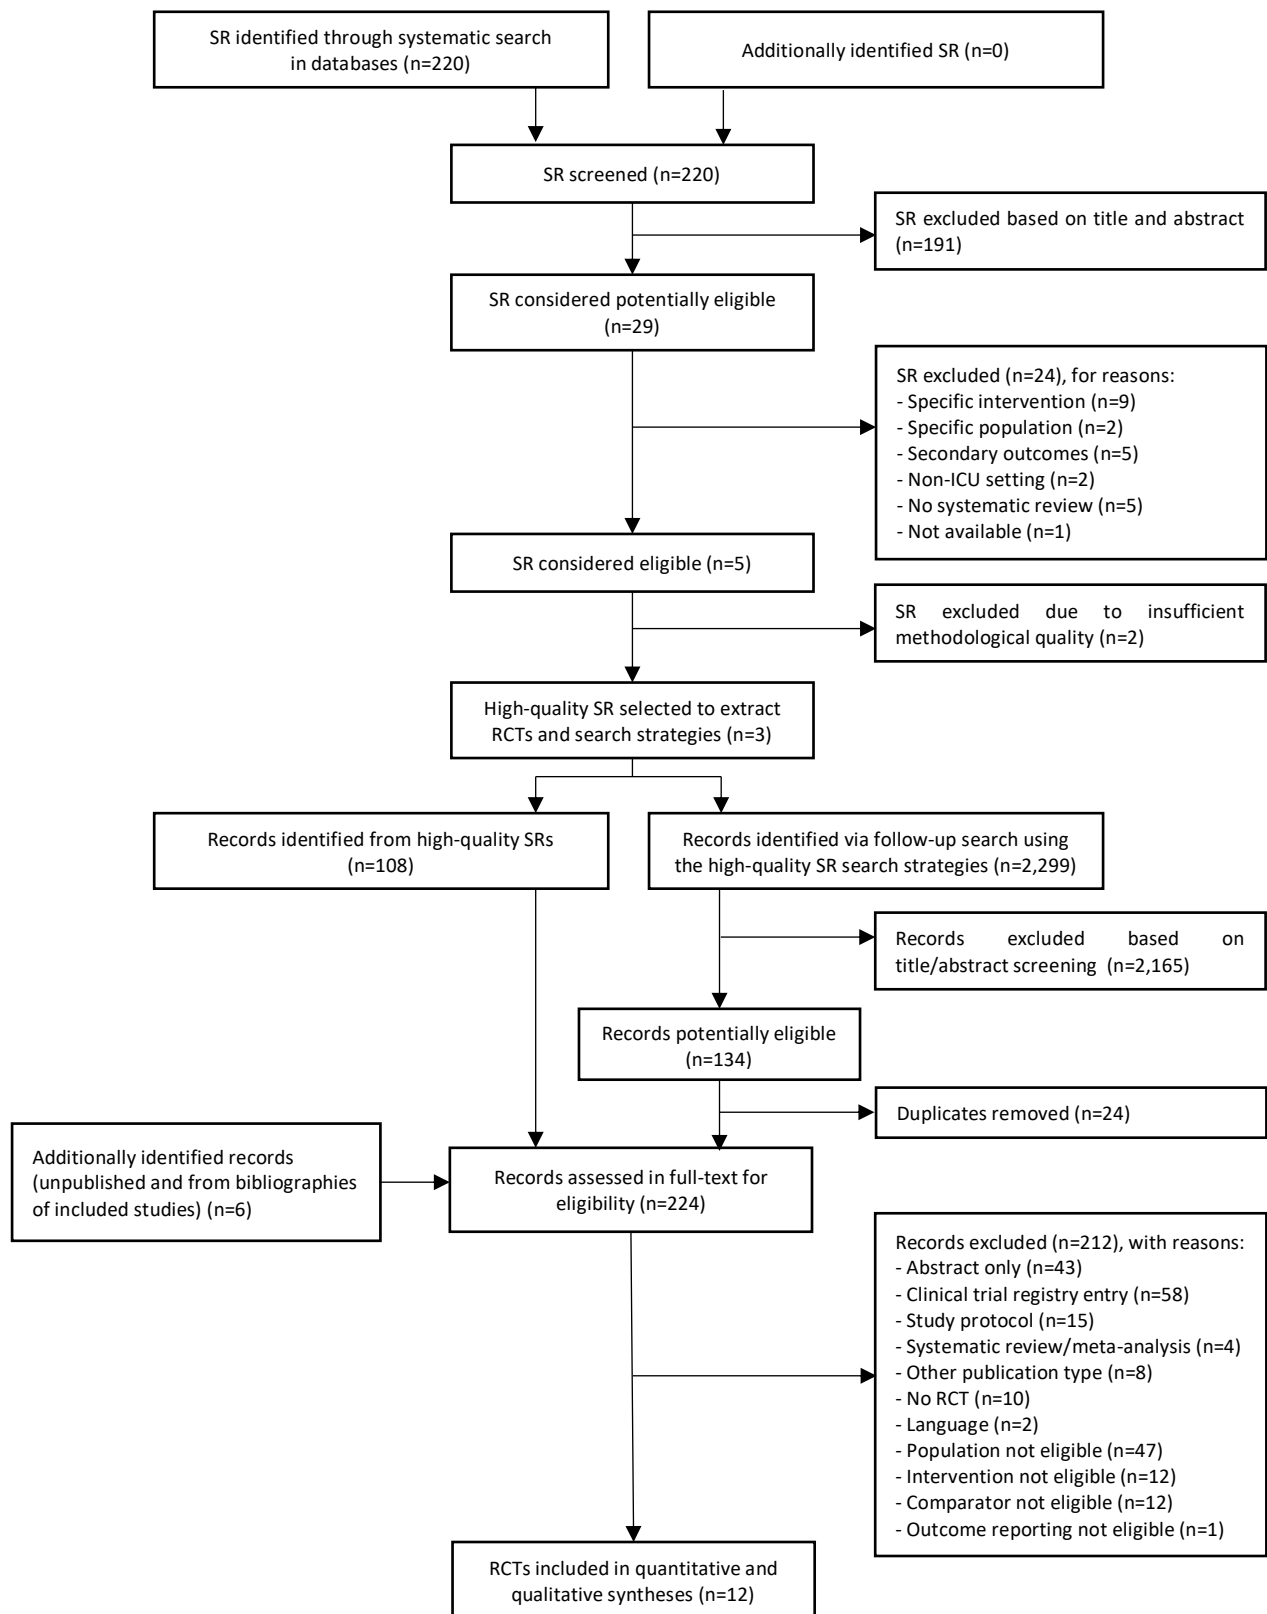 SR identified through systematic search
in databases (n=220)
Additionally identified SR (n=0)
SR screened (n=220)
SR excluded based on title and abstract
(n=191)
SR considered potentially eligible
(n=29)
SR excluded (n=24), for reasons:
- Specific intervention (n=9)
- Specific population (n=2)
- Secondary outcomes (n=5)
- Non-ICU setting (n=2)
- No systematic review (n=5)
- Not available (n=1)
SR considered eligible (n=5)
SR excluded due to insufficient
methodological quality (n=2)
High-quality SR selected to extract
RCTs and search strategies (n=3)
Records identified from high-quality SRs
(n=108)
Records identified via follow-up search using
the high-quality SR search strategies (n=2,299)
Records excluded based on
title/abstract screening (n=2,165)
Records potentially eligible
(n=134)
Duplicates removed (n=24)
Additionally identified records
(unpublished and from bibliographies
of included studies) (n=6)
Records assessed in full-text for
eligibility (n=224)
Records excluded (n=212), with reasons:
- Abstract only (n=43)
- Clinical trial registry entry (n=58)
- Study protocol (n=15)
- Systematic review/meta-analysis (n=4)
- Other publication type (n=8)
- No RCT (n=10)
- Language (n=2)
- Population not eligible (n=47)
- Intervention not eligible (n=12)
- Comparator not eligible (n=12)
- Outcome reporting not eligible (n=1)
RCTs included in quantitative and
qualitative syntheses (n=12)